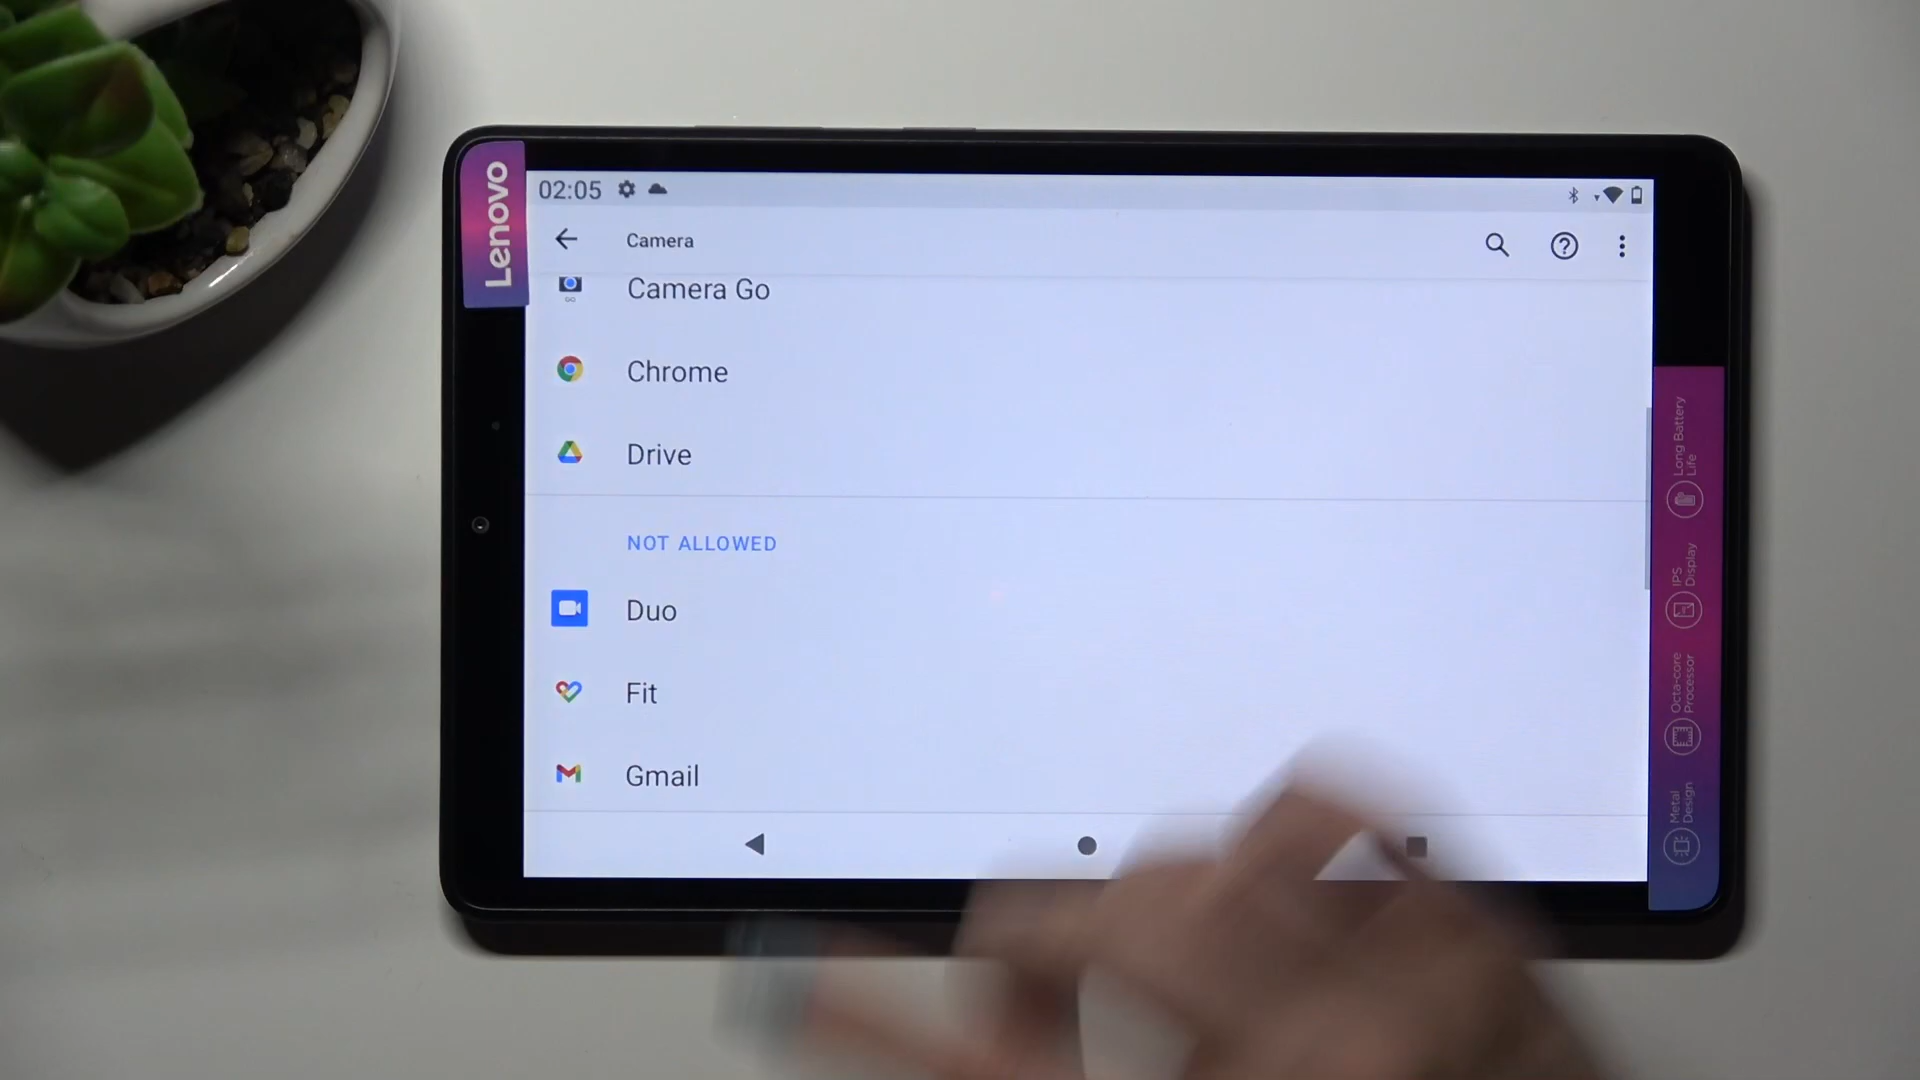 Lenovo
02:05
Camera
Camera Go
GO
Chrome
Drive
NOT ALLOWED
Duo
Fit
Gmail
Long Battery
Life
IPS
Display
Octa-core
Processor
Metal
Design